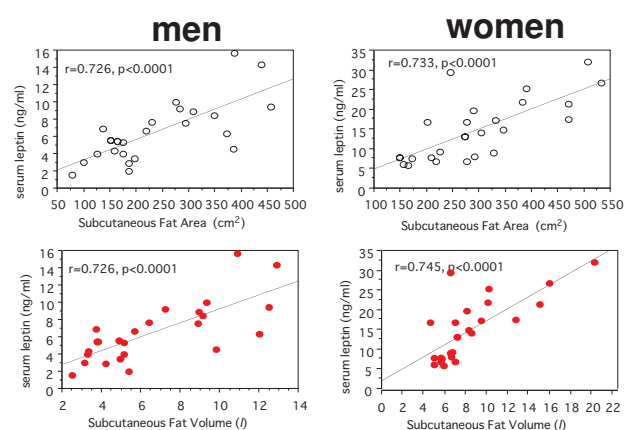 men
women
16
14
12
10
8
6
4
2
0
serum leptin (ng/ml)
r=0.726, p<0.0001
50 100 150 200 250 300 350 400 450 500
Subcutaneous Fat Area (cm2)
35
30
25
20
15
10
5
0
serum leptin (ng/ml)
r=0.733, p<0.0001
100 150 200 250 300 350 400 450 500 550
Subcutaneous Fat Area (cm2)
16
14
12
10
8
6
4
2
0
serum leptin (ng/ml)
r=0.726, p<0.0001
2 4 6 8 10 12 14
Subcutaneous Fat Volume (l)
35
30
25
20
15
10
5
0
serum leptin (ng/ml)
r=0.745, p<0.0001
0 2 4 6 8 10 12 14 16 18 20 22
Subcutaneous Fat Volume (l)